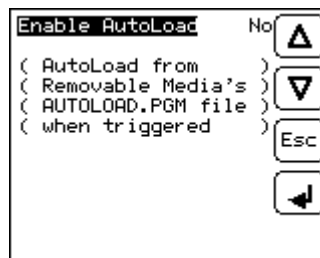 Enable AutoLoad No
( AutoLoad from )
( Removable Media's )
( AUTOLOAD.PGM file )
( when triggered )
Esc